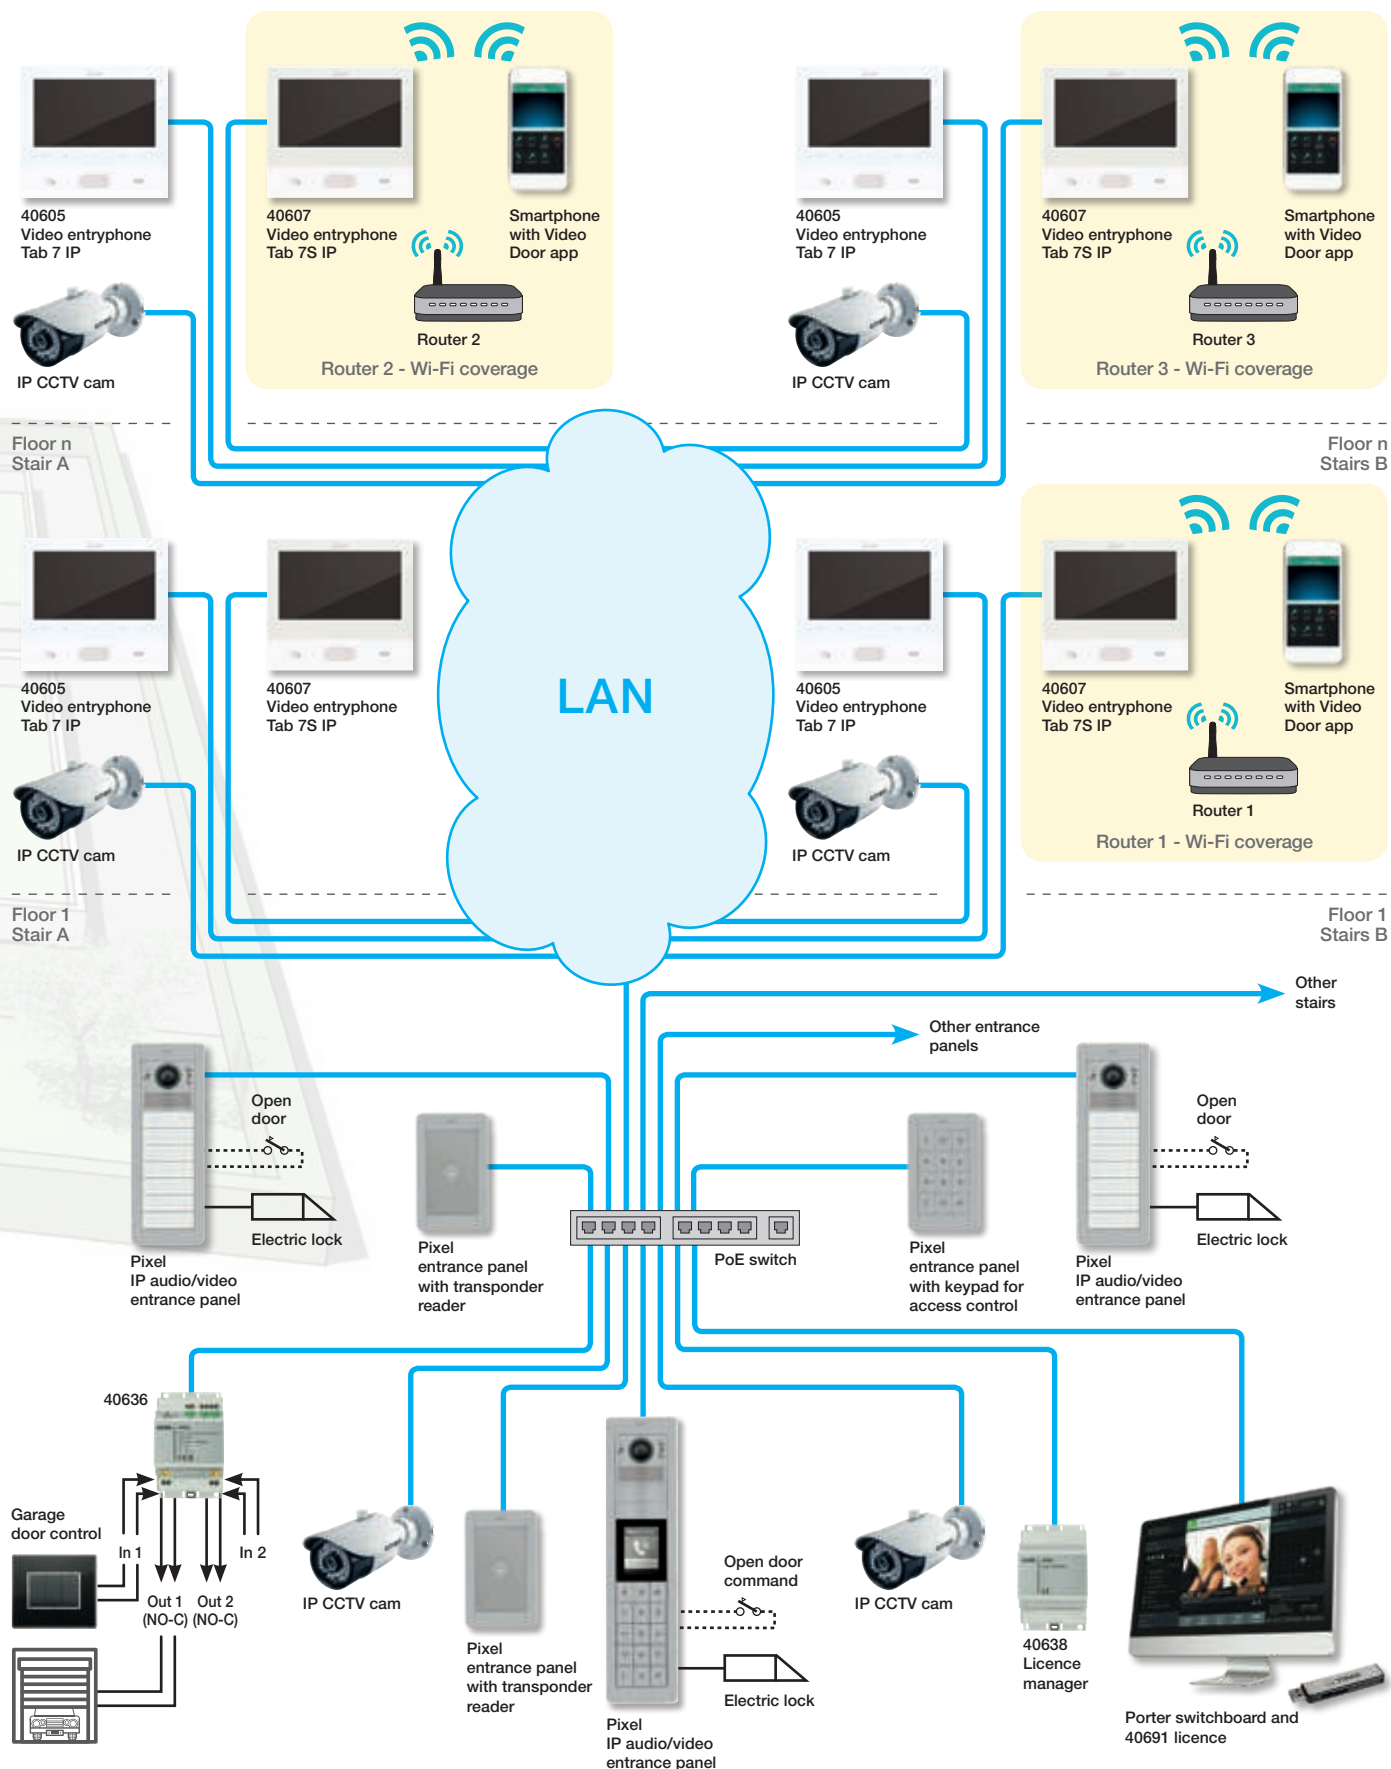 40605
Video entryphone
Tab 7 IP
40607
Video entryphone
Tab 7S IP
Smartphone
with Video
Door app
Router 2
Router 2 - Wi-Fi coverage
IP CCTV cam
40605
Video entryphone
Tab 7 IP
40607
Video entryphone
Tab 7S IP
Smartphone
with Video
Door app
Router 3
Router 3 - Wi-Fi coverage
IP CCTV cam
Floor n
Stair A
Floor n
Stairs B
LAN
40605
Video entryphone
Tab 7 IP
40607
Video entryphone
Tab 7S IP
IP CCTV cam
40605
Video entryphone
Tab 7 IP
40607
Video entryphone
Tab 7S IP
Smartphone
with Video
Door app
Router 1
Router 1 - Wi-Fi coverage
IP CCTV cam
Floor 1
Stair A
Floor 1
Stairs B
Other
stairs
Other entrance
panels
Open
door
Electric lock
Pixel
IP audio/video
entrance panel
Pixel
entrance panel
with transponder
reader
PoE switch
Pixel
entrance panel
with keypad for
access control
Open
door
Electric lock
Pixel
IP audio/video
entrance panel
40636
Garage
door control
In 1
In 2
Out 1
(NO-C)
Out 2
(NO-C)
IP CCTV cam
Pixel
entrance panel
with transponder
reader
Open door
command
Electric lock
Pixel
IP audio/video
entrance panel
IP CCTV cam
40638
Licence
manager
Porter switchboard and
40691 licence